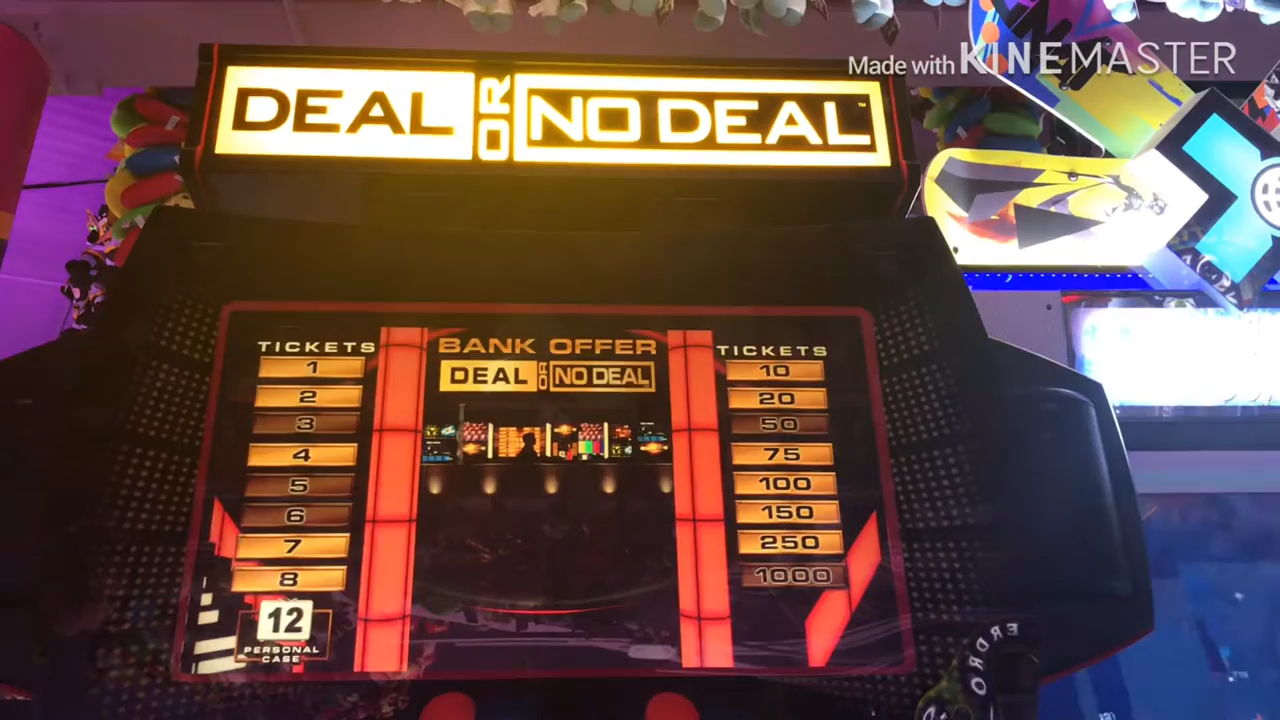 Made with KINEMASTER
DEAL OR NO DEAL™
TICKETS
1
2
3
4
5
6
7
8
12
PERSONAL
CASE
BANK OFFER
DEAL OR NO DEAL
TICKETS
10
20
50
75
100
150
250
1000